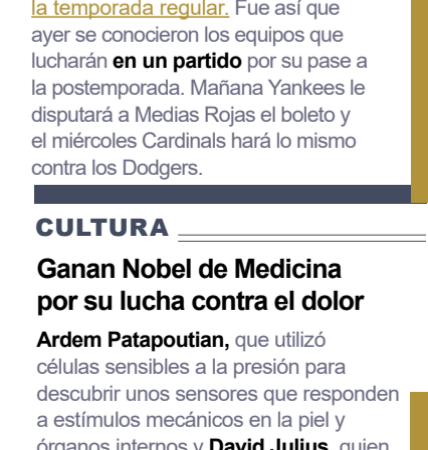 la temporada regular. Fue así que
ayer se conocieron los equipos que
lucharán en un partido por su pase a
la postemporada. Mañana Yankees le
disputará a Medias Rojas el boleto y
el miércoles Cardinals hará lo mismo
contra los Dodgers.
CULTURA
Ganan Nobel de Medicina
por su lucha contra el dolor
Ardem Patapoutian, que utilizó
células sensibles a la presión para
descubrir unos sensores que responden
a estímulos mecánicos en la piel y
órganos internos y David Julius, quien